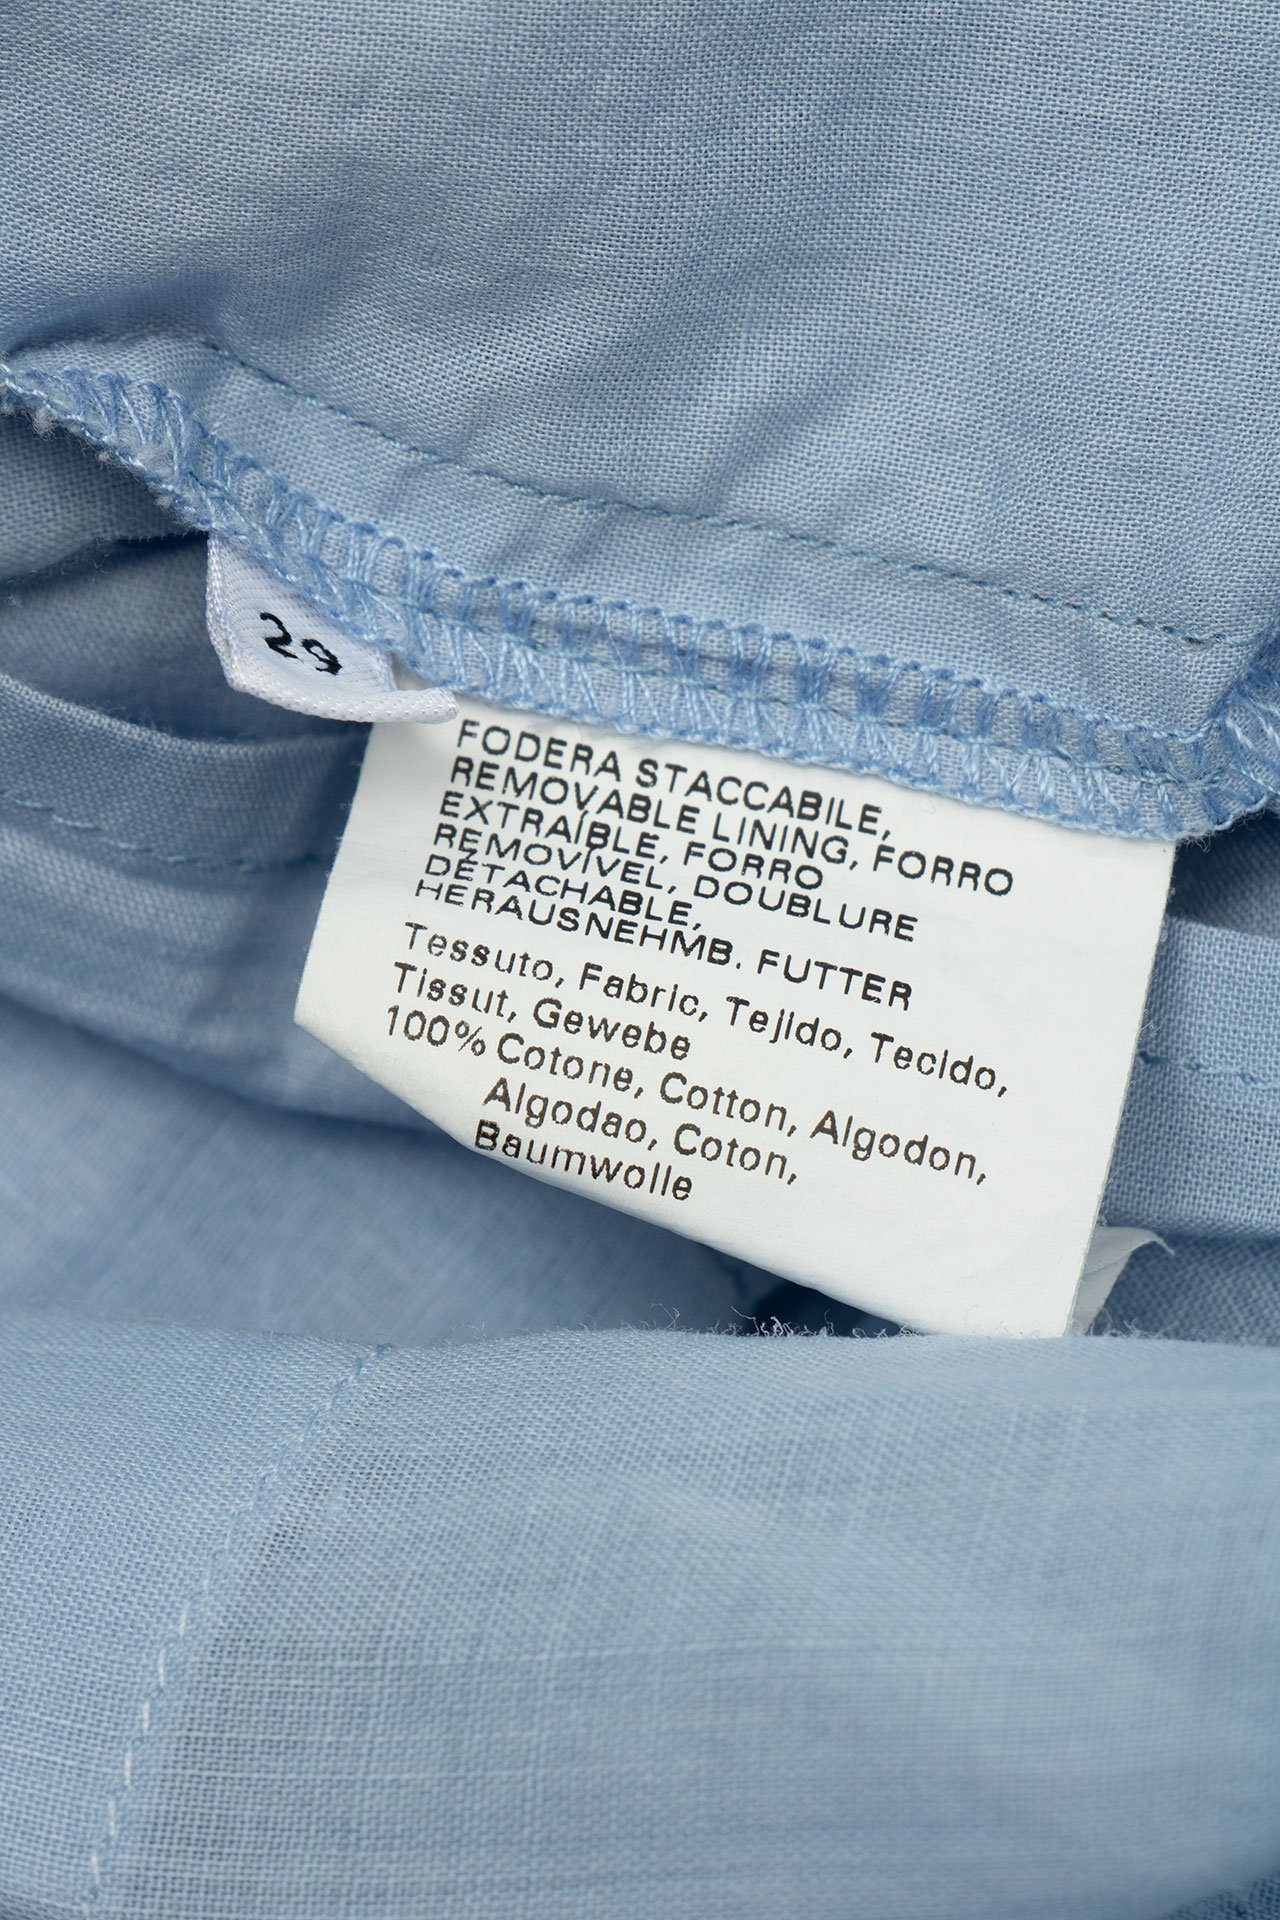 29
FODERA STACCABILE,
REMOVABLE LINING, FORRO
EXTRAÍBLE, FORRO
REMOVÍVEL, DOUBLURE
DÉTACHABLE,
HERAUSNEHMB. FUTTER
Tessuto, Fabric, Tejido, Tecido,
Tissut, Gewebe
100% Cotone, Cotton, Algodon,
Algodao, Coton,
Baumwolle